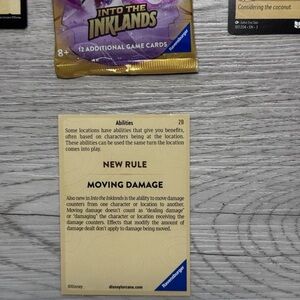 INTO THE
INKLANDS
8+
12 ADDITIONAL GAME CARDS
Ravensburger
Considering the coconut
Abilities
29
Some locations have abilities that give you benefits,
often based on characters being at the location.
These abilities can be used the same turn the location
comes into play.
NEW RULE
MOVING DAMAGE
Also new in Into the Inklands is the ability to move damage
counters from one character or location to another.
Moving damage doesn't count as "dealing damage"
or "damaging" the character or location receiving the
damage counters. Effects that modify the amount of
damage dealt don't apply to damage being moved.
©Disney
disneylorcana.com
Ravensburger